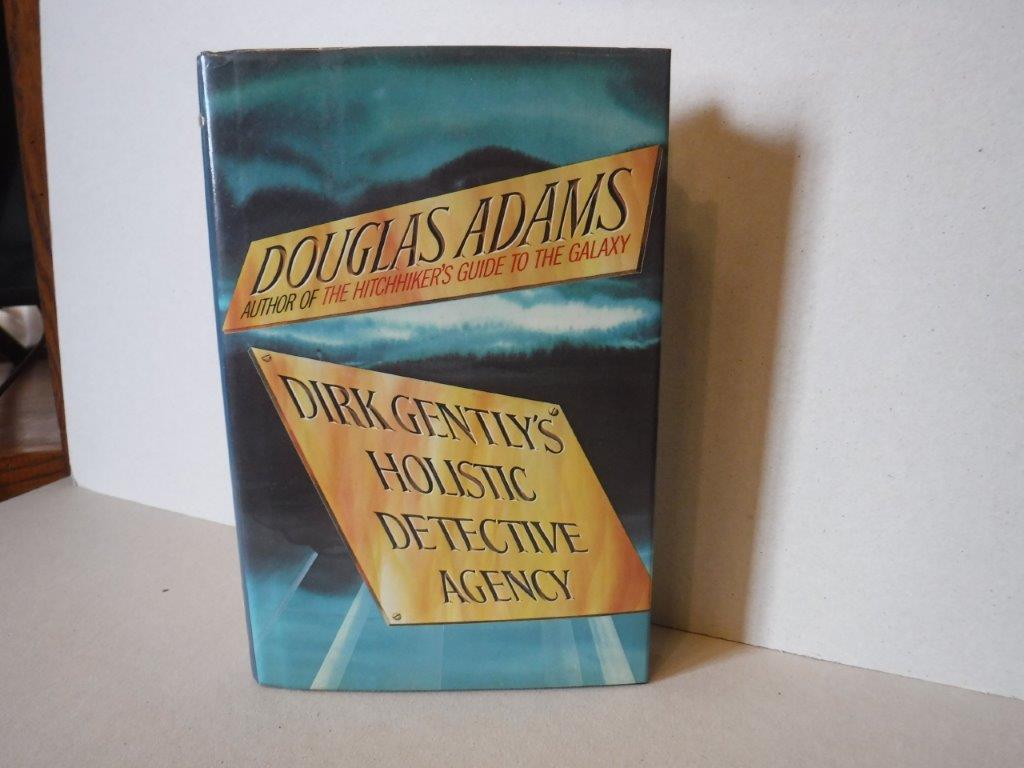 DOUGLAS ADAMS
AUTHOR OF THE HITCHHIKER'S GUIDE TO THE GALAXY
DIRK GENTLY'S
HOLISTIC
DETECTIVE
AGENCY